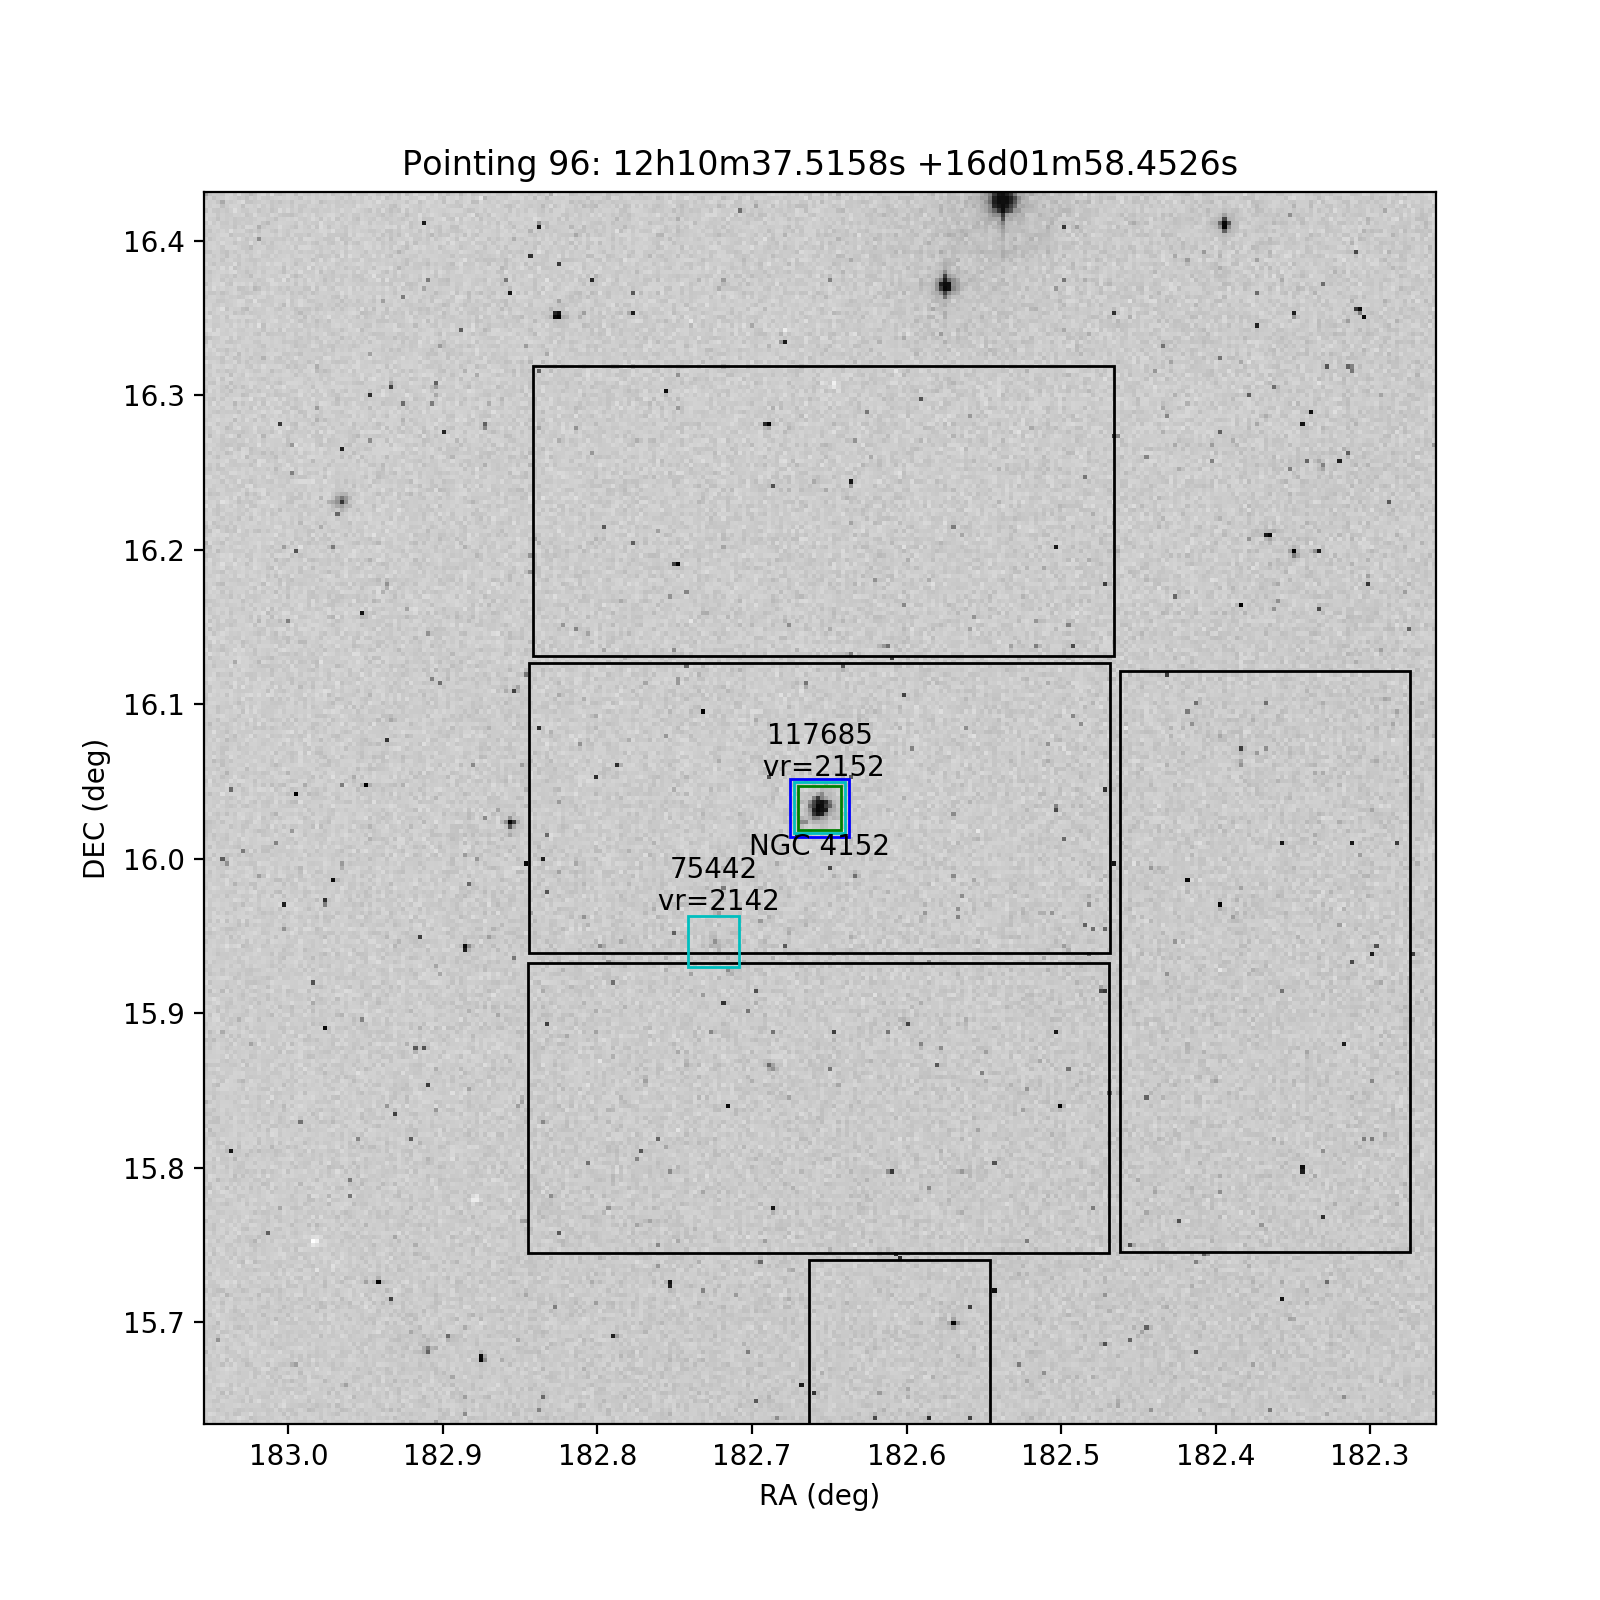 Pointing 96: 12h10m37.5158s +16d01m58.4526s
16.4
16.3
16.2
16.1
16.0
15.9
15.8
15.7
DEC (deg)
117685
vr=2152
NGC 4152
75442
vr=2142
183.0 182.9 182.8 182.7 182.6 182.5 182.4 182.3
RA (deg)